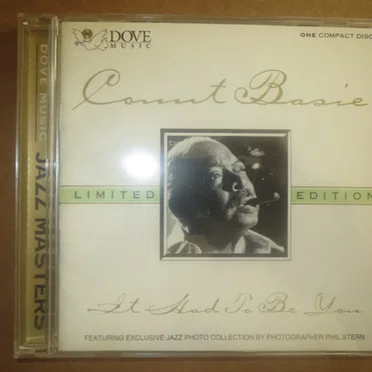 DOVE
MUSIC
ONE COMPACT DISC
Count Basie
LIMITED EDITION
It Had To Be You
FEATURING EXCLUSIVE JAZZ PHOTO COLLECTION BY PHOTOGRAPHER PHIL STERN
DOVE MUSIC
JAZZ MASTERS